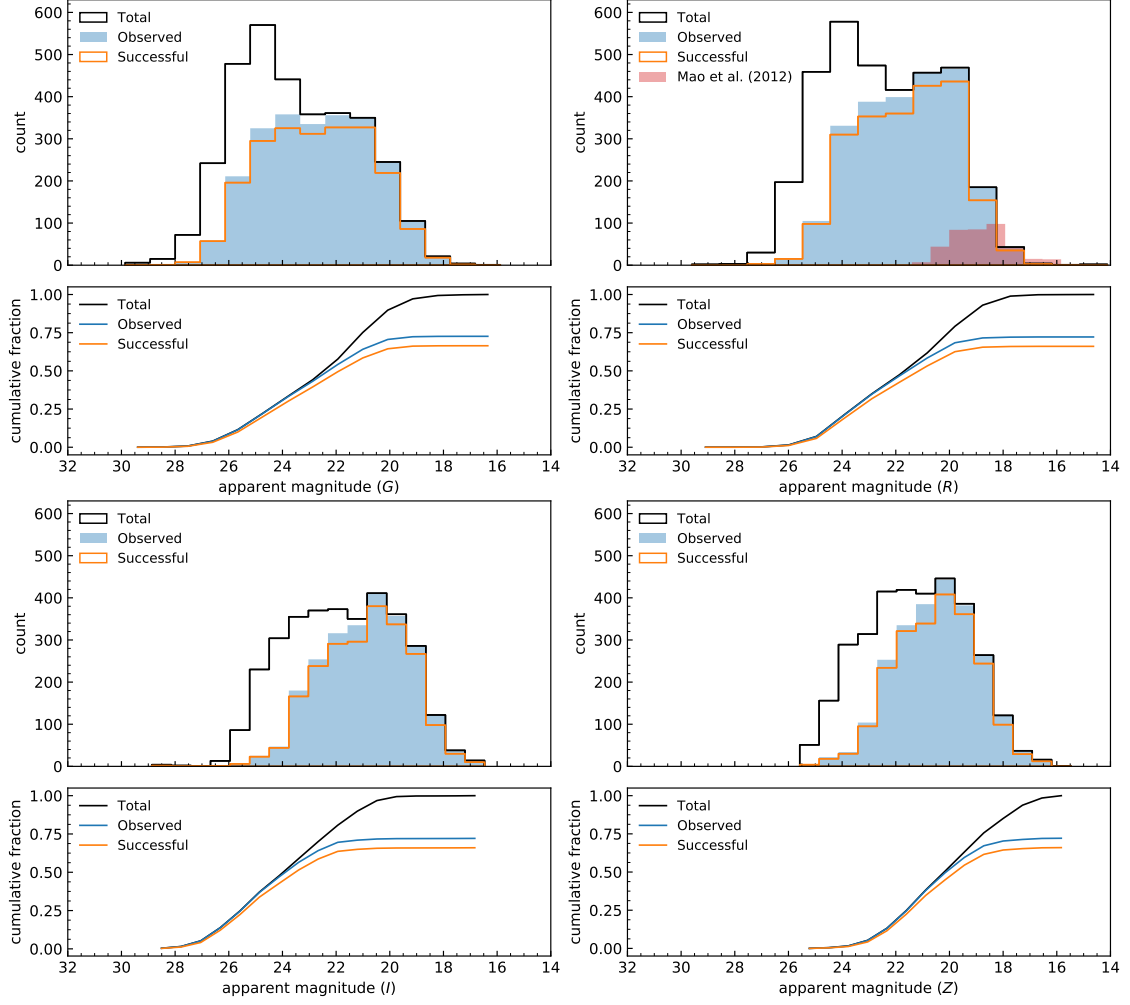 600
500
400
300
200
100
0
count
Total
Observed
Successful
600
500
400
300
200
100
0
count
Total
Observed
Successful
Mao et al. (2012)
1.00
0.75
0.50
0.25
0.00
cumulative fraction
Total
Observed
Successful
32 30 28 26 24 22 20 18 16 14
apparent magnitude (G)
1.00
0.75
0.50
0.25
0.00
cumulative fraction
Total
Observed
Successful
32 30 28 26 24 22 20 18 16 14
apparent magnitude (R)
600
500
400
300
200
100
0
count
Total
Observed
Successful
600
500
400
300
200
100
0
count
Total
Observed
Successful
1.00
0.75
0.50
0.25
0.00
cumulative fraction
Total
Observed
Successful
32 30 28 26 24 22 20 18 16 14
apparent magnitude (I)
1.00
0.75
0.50
0.25
0.00
cumulative fraction
Total
Observed
Successful
32 30 28 26 24 22 20 18 16 14
apparent magnitude (Z)